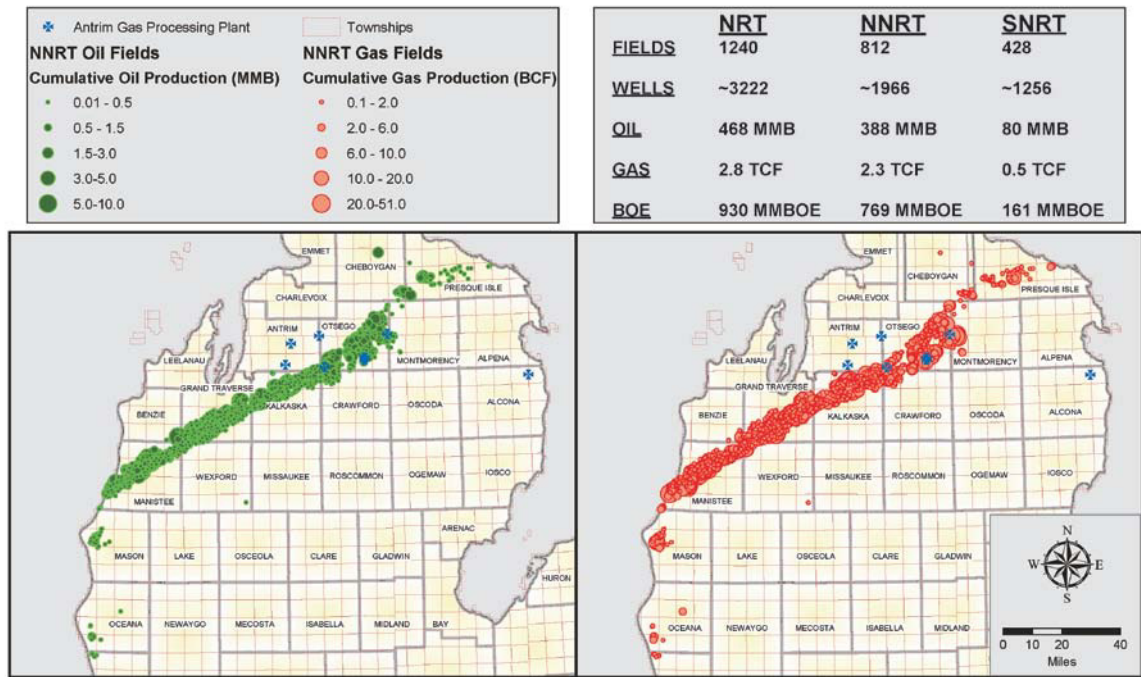 Antrim Gas Processing Plant
Townships
NNRT Oil Fields
Cumulative Oil Production (MMB)
0.01 - 0.5
0.5 - 1.5
1.5-3.0
3.0-5.0
5.0-10.0
NNRT Gas Fields
Cumulative Gas Production (BCF)
0.1 - 2.0
2.0 - 6.0
6.0 - 10.0
10.0 - 20.0
20.0-51.0
NRT NNRT SNRT
FIELDS 1240 812 428
WELLS ~3222 ~1966 ~1256
OIL 468 MMB 388 MMB 80 MMB
GAS 2.8 TCF 2.3 TCF 0.5 TCF
BOE 930 MMBOE 769 MMBOE 161 MMBOE
EMMET
CHEBOYGAN
PRESQUE ISLE
CHARLEVOIX
ANTRIM
OTSEGO
MONTMORENCY
ALPENA
LEELANAU
GRAND TRAVERSE
BENZIE
KALKASKA
CRAWFORD
OSCODA
ALCONA
MANISTEE
WEXFORD
MISSAUKEE
ROSCOMMON
OGEMAW
IOSCO
ARENAC
MASON
LAKE
OSCEOLA
CLARE
GLADWIN
HURON
OCEANA
NEWAYGO
MECOSTA
ISABELLA
MIDLAND
BAY
EMMET
CHEBOYGAN
PRESQUE ISLE
CHARLEVOIX
ANTRIM
OTSEGO
MONTMORENCY
ALPENA
LEELANAU
GRAND TRAVERSE
BENZIE
KALKASKA
CRAWFORD
OSCODA
ALCONA
MANISTEE
WEXFORD
MISSAUKEE
ROSCOMMON
OGEMAW
IOSCO
MASON
LAKE
OSCEOLA
CLARE
GLADWIN
OCEANA
NEWAYGO
MECOSTA
ISABELLA
MIDLAND
N
W E
S
0 10 20 40
Miles